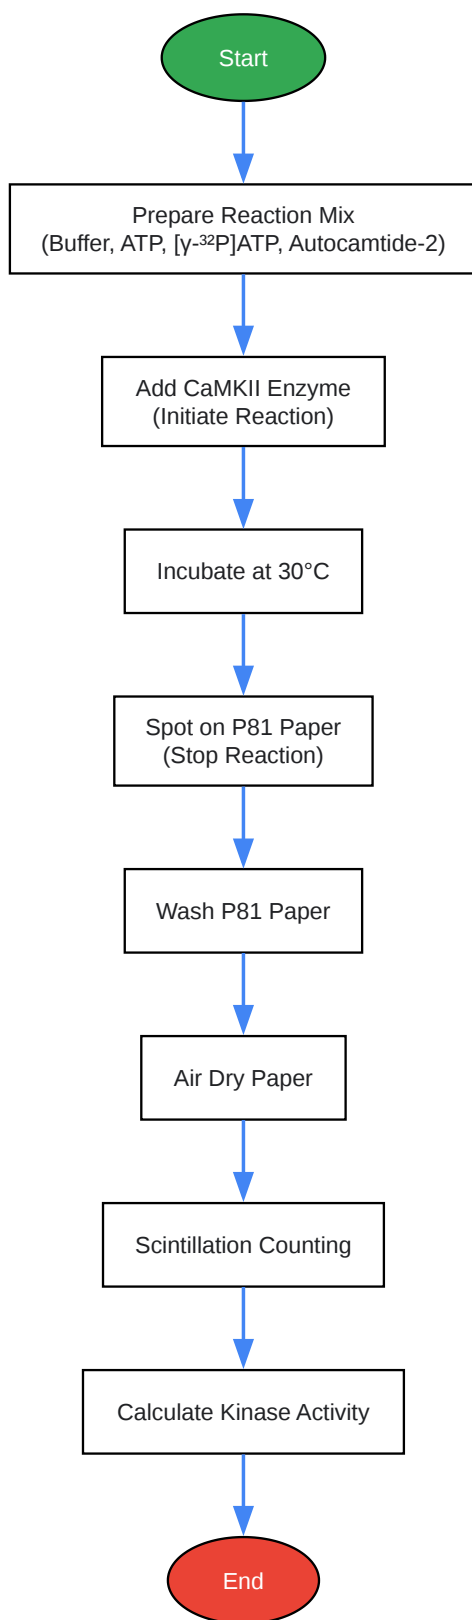 Start
Prepare Reaction Mix
(Buffer, ATP, [γ-³²P]ATP, Autocamtide-2)
Add CaMKII Enzyme
(Initiate Reaction)
Incubate at 30°C
Spot on P81 Paper
(Stop Reaction)
Wash P81 Paper
Air Dry Paper
Scintillation Counting
Calculate Kinase Activity
End